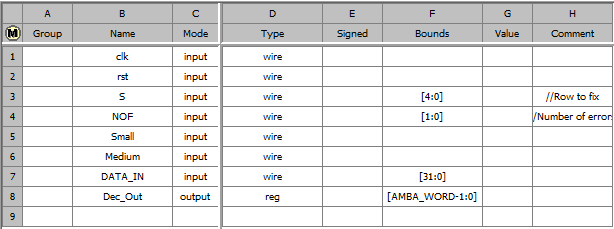 A B C D E F G H
M Group Name Mode Type Signed Bounds Value Comment
1 clk input wire
2 rst input wire
3 S input wire [4:0] //Row to fix
4 NOF input wire [1:0] /Number of error
5 Small input wire
6 Medium input wire
7 DATA_IN input wire [31:0]
8 Dec_Out output reg [AMBA_WORD-1:0]
9